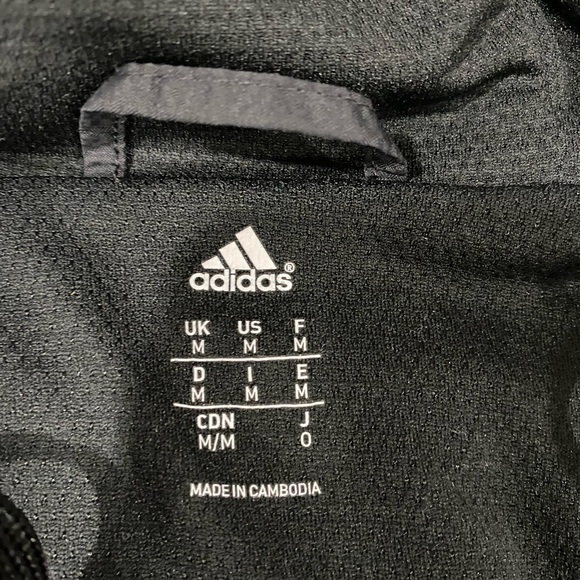 adidas®
UK US F
M M M
D I E
M M M
CDN J
M/M O
MADE IN CAMBODIA